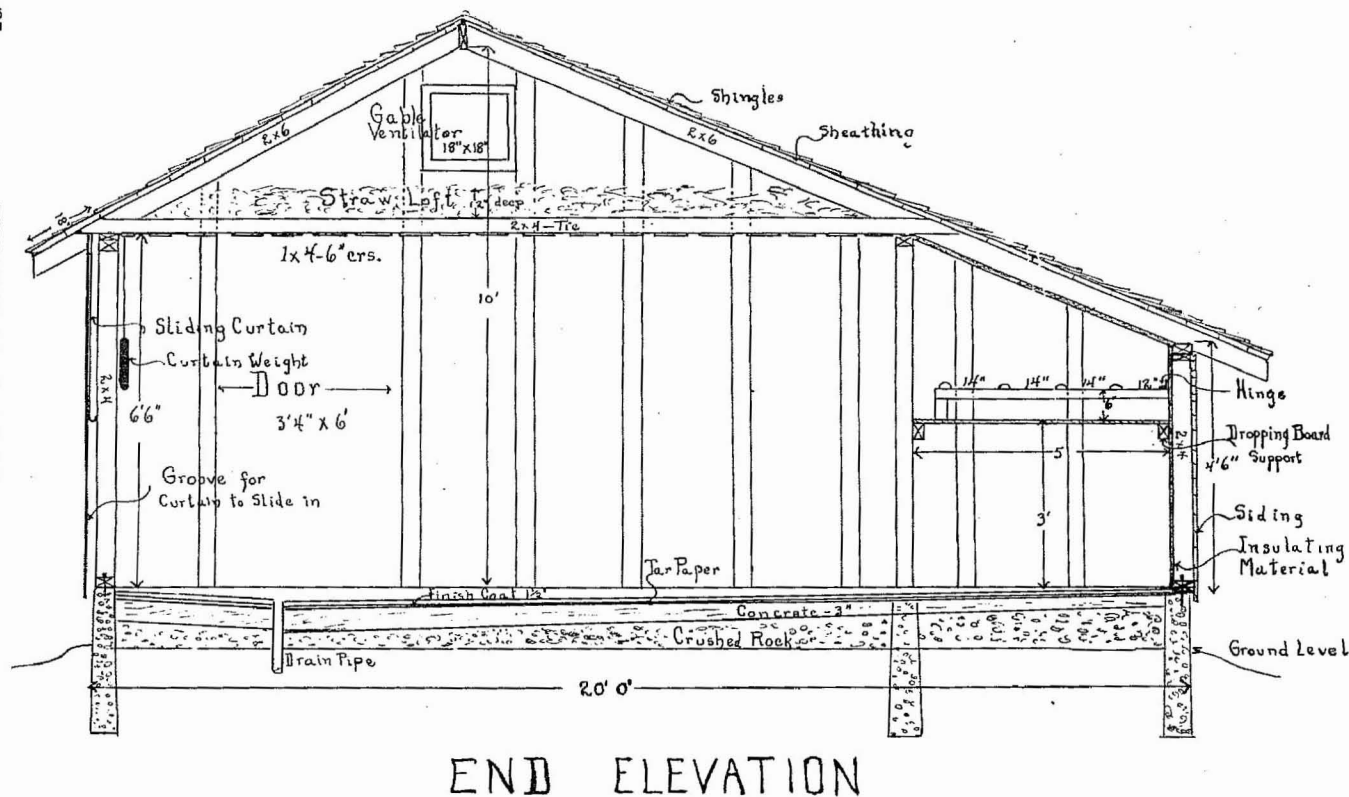 Shingles
Sheathing
2x6
2x6
Gable
Ventilator
18"x18"
Straw Loft
deep
18"
2x4-Tie
1x4-6" crs.
10'
Sliding Curtain
Curtain Weight
2x4
6'6"
Door
3'4" x 6'
14" 14" 14" 12"
6"
Hinge
Dropping Board
Support
2x4
4'6"
5'
Groove for
Curtain to Slide in
3'
Siding
Insulating
Material
Tar Paper
Finish Coat 1½"
Concrete-3"
Crushed Rock
Drain Pipe
Ground Level
20' 0"
END ELEVATION